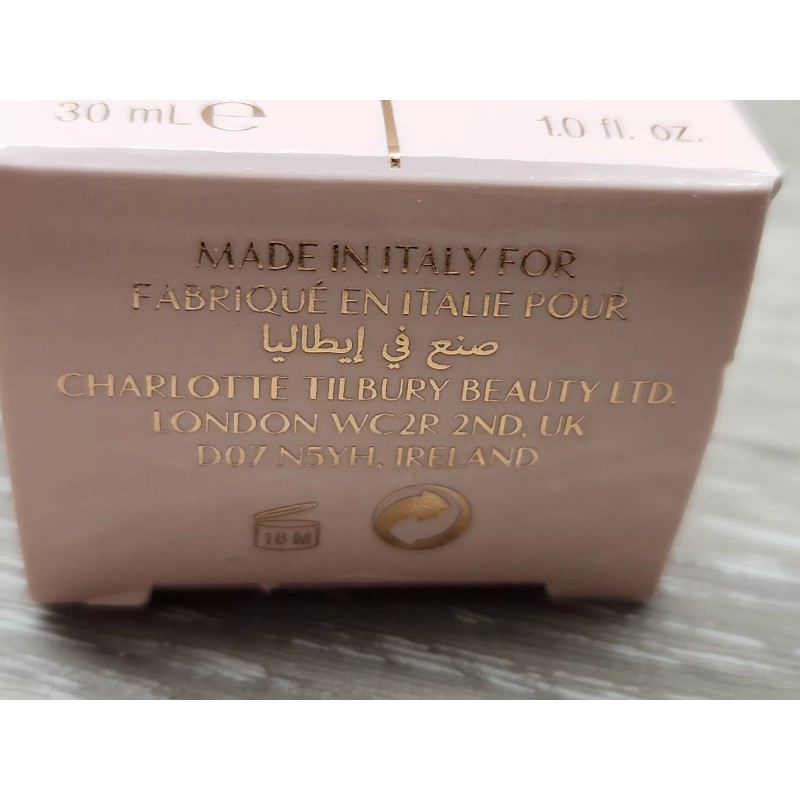 30 mL ℮ 1.0 fl. oz.
MADE IN ITALY FOR
FABRIQUÉ EN ITALIE POUR
صنع في إيطاليا
CHARLOTTE TILBURY BEAUTY LTD.
LONDON WC2R 2ND, UK
D07 N5YH, IRELAND
18 M